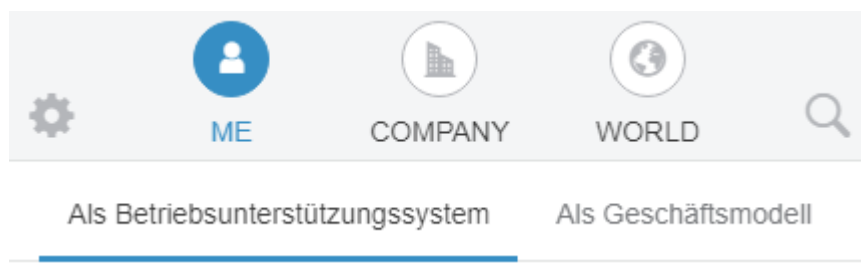 ME COMPANY WORLD
Als Betriebsunterstützungssystem Als Geschäftsmodell